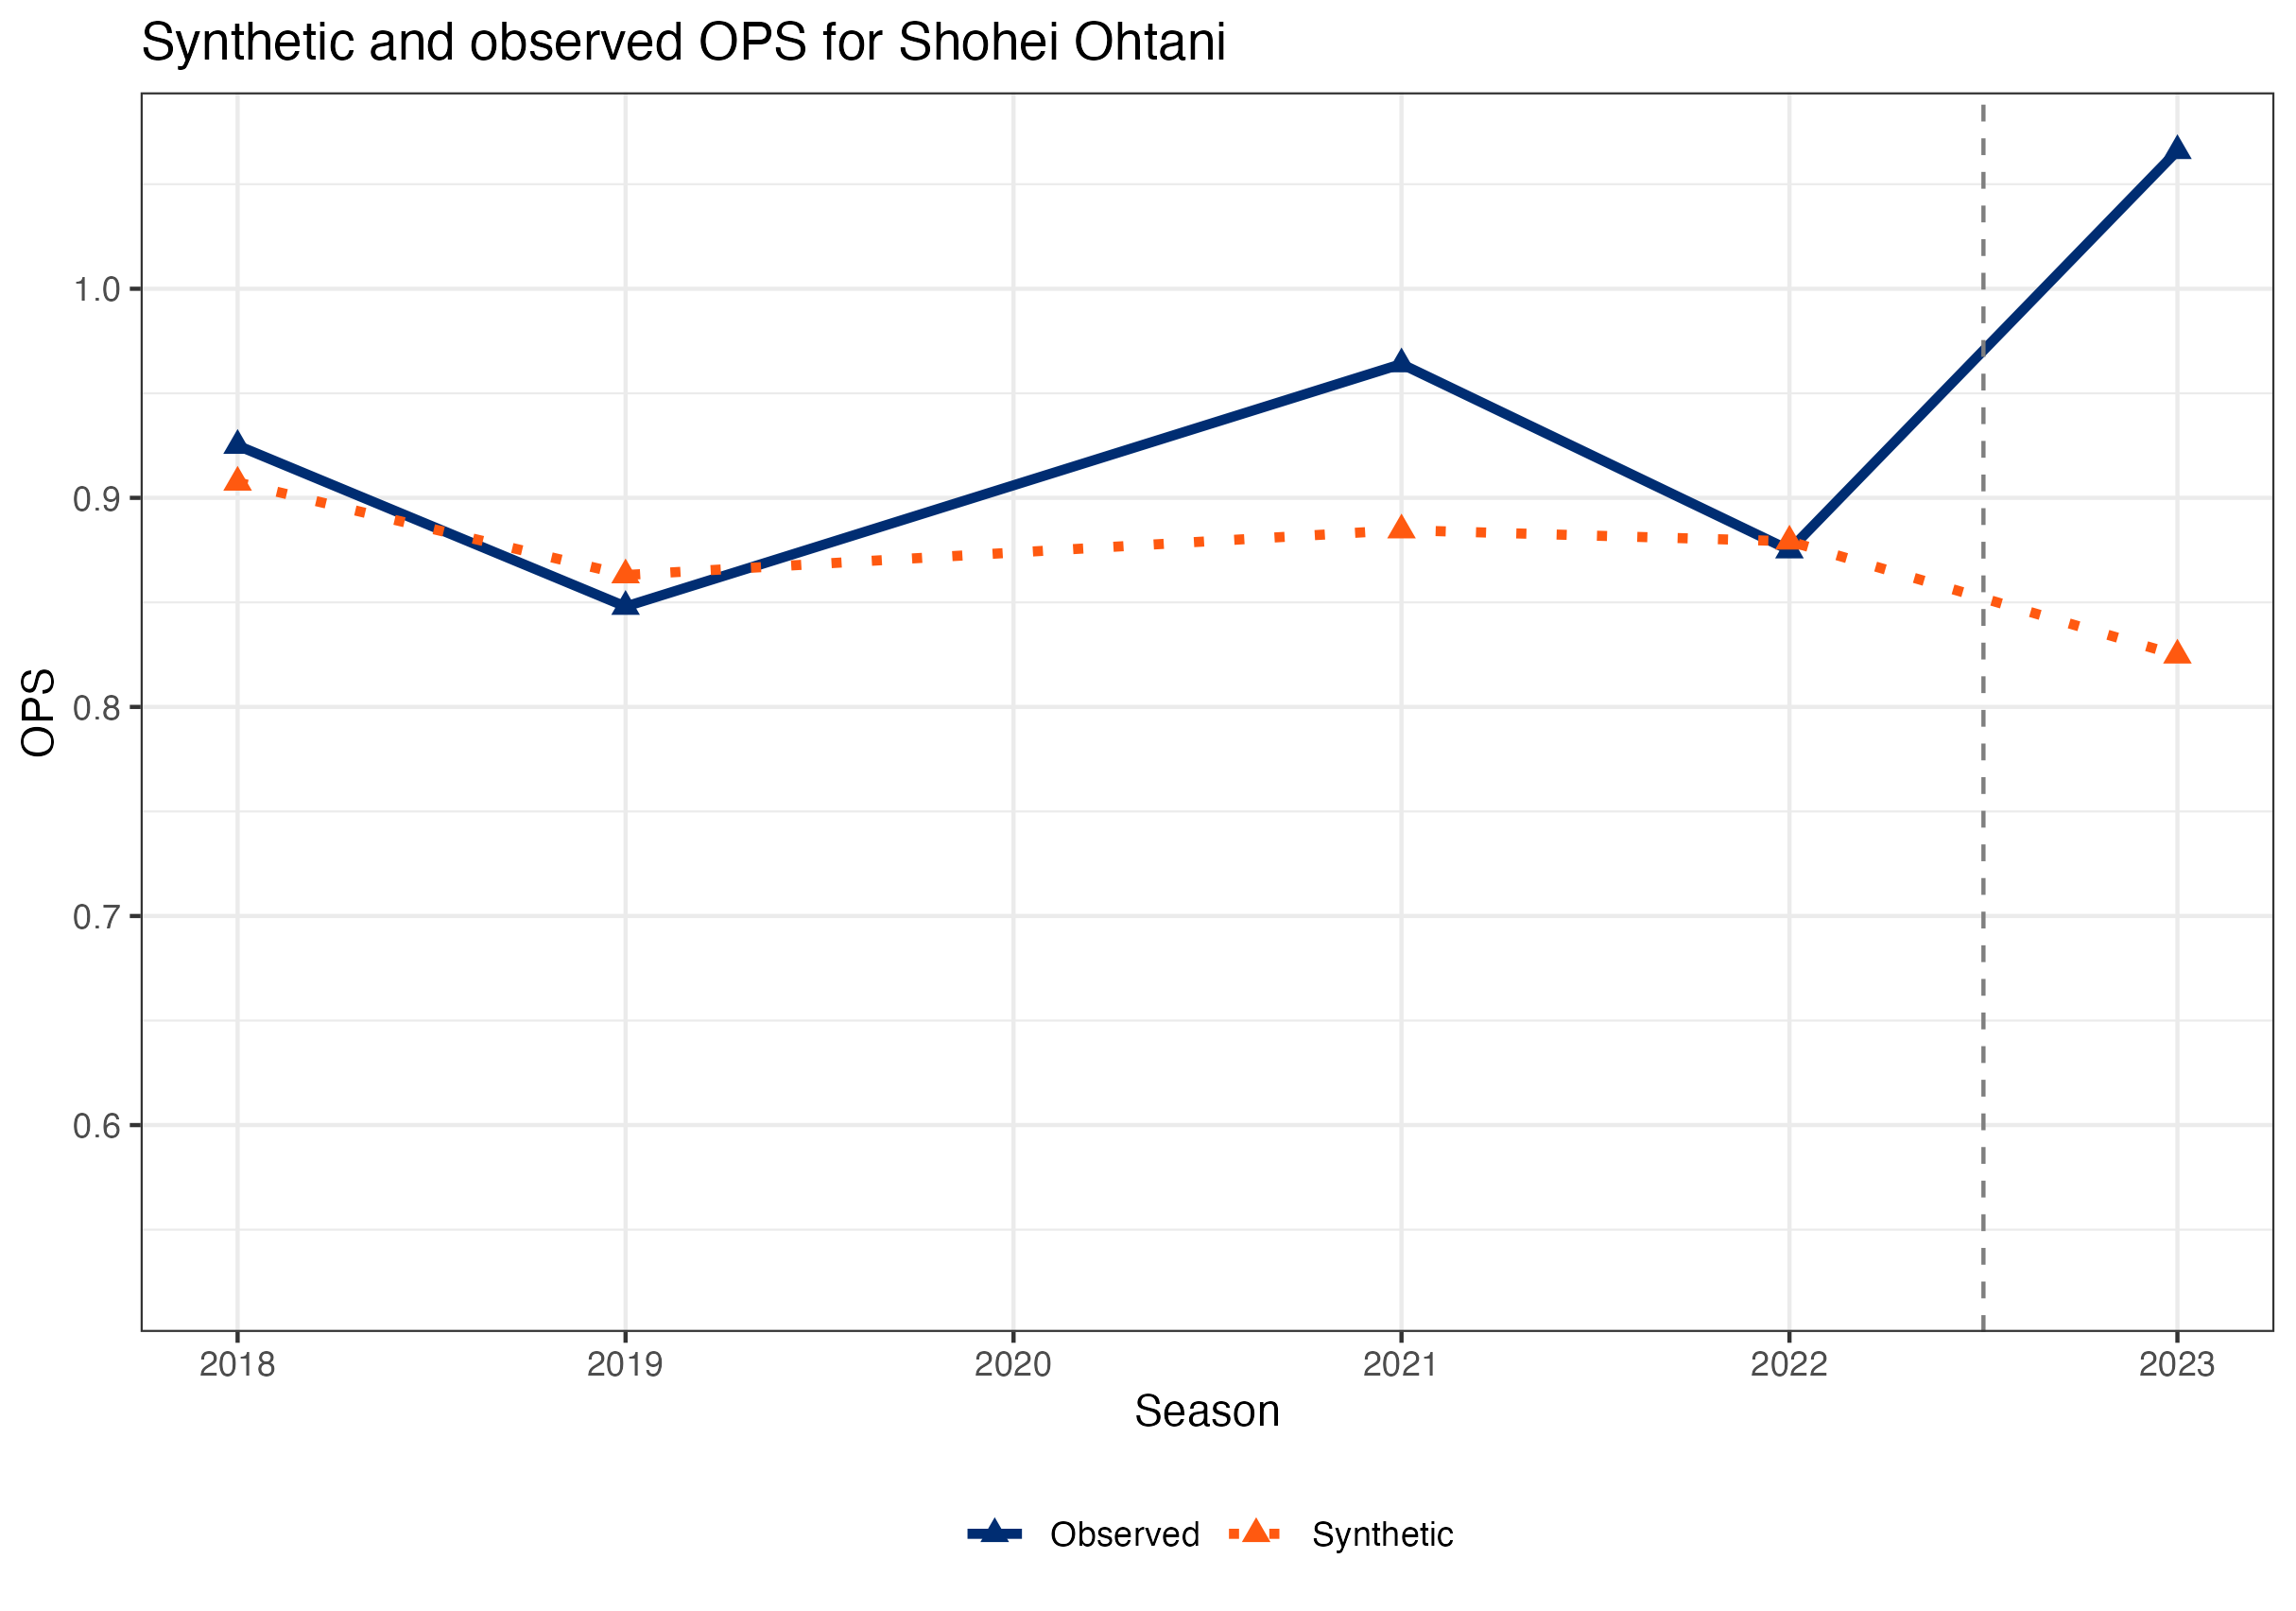 Synthetic and observed OPS for Shohei Ohtani
OPS
1.0
0.9
0.8
0.7
0.6
2018 2019 2020 2021 2022 2023
Season
Observed Synthetic